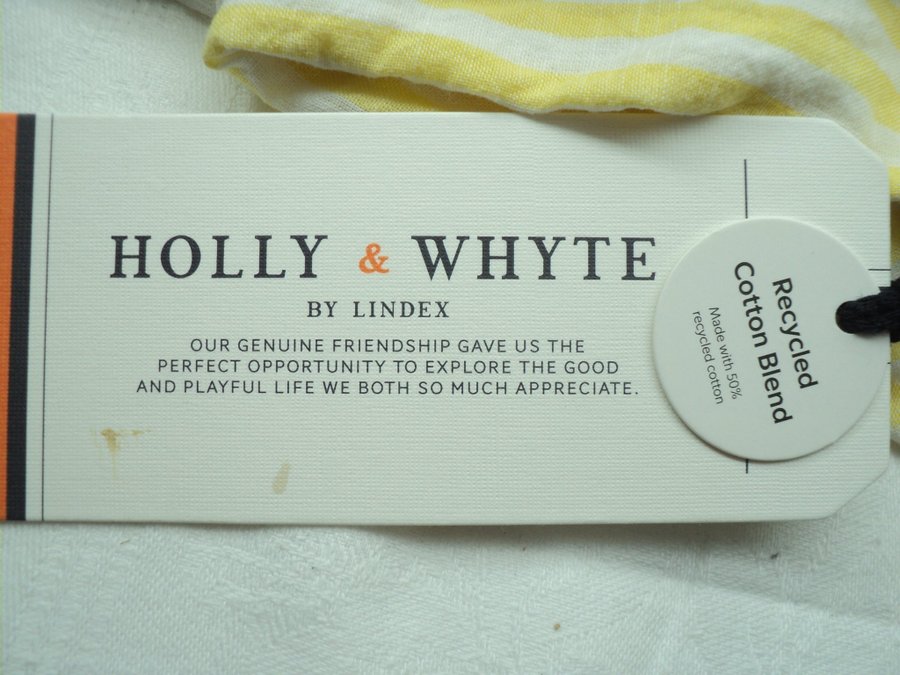 HOLLY & WHYTE
BY LINDEX
OUR GENUINE FRIENDSHIP GAVE US THE
PERFECT OPPORTUNITY TO EXPLORE THE GOOD
AND PLAYFUL LIFE WE BOTH SO MUCH APPRECIATE.
Recycled
Cotton Blend
Made with 50%
recycled cotton